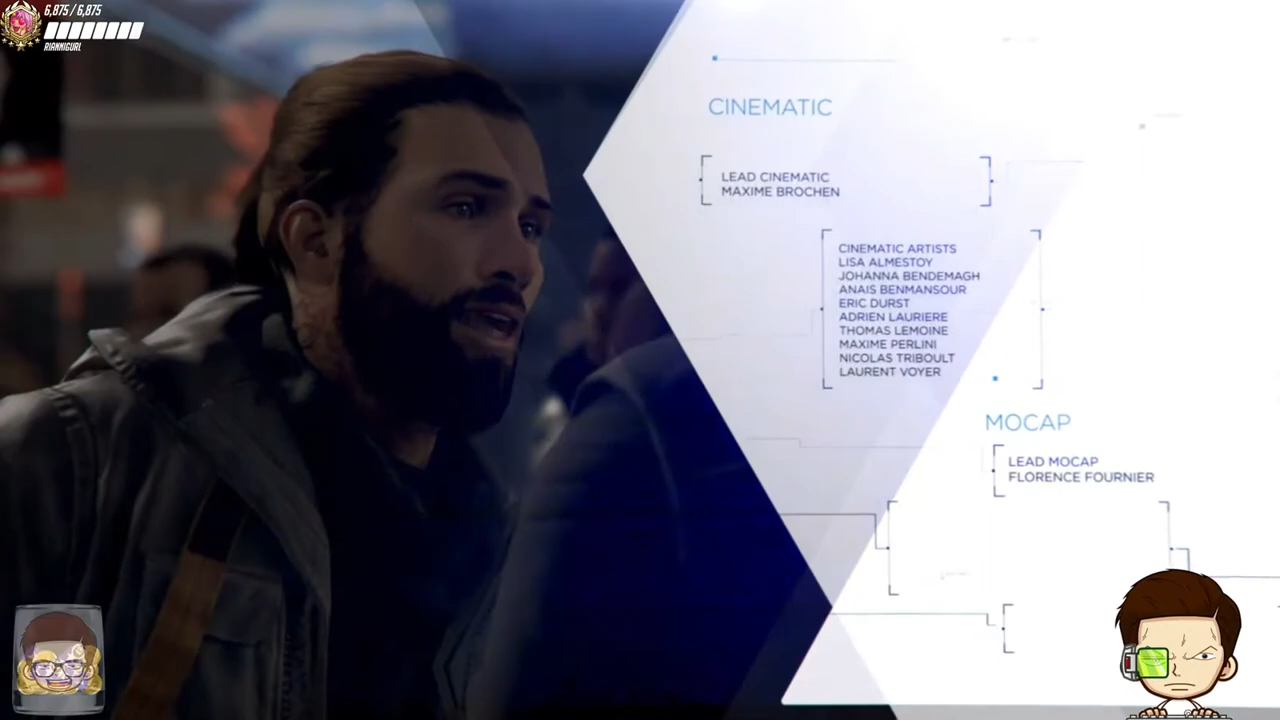 6,875 / 6,875
RIANNIGURL
CINEMATIC
LEAD CINEMATIC
MAXIME BROCHEN
CINEMATIC ARTISTS
LISA ALMESTOY
JOHANNA BENDEMAGH
ANAIS BENMANSOUR
ERIC DURST
ADRIEN LAURIERE
THOMAS LEMOINE
MAXIME PERLINI
NICOLAS TRIBOULT
LAURENT VOYER
MOCAP
LEAD MOCAP
FLORENCE FOURNIER